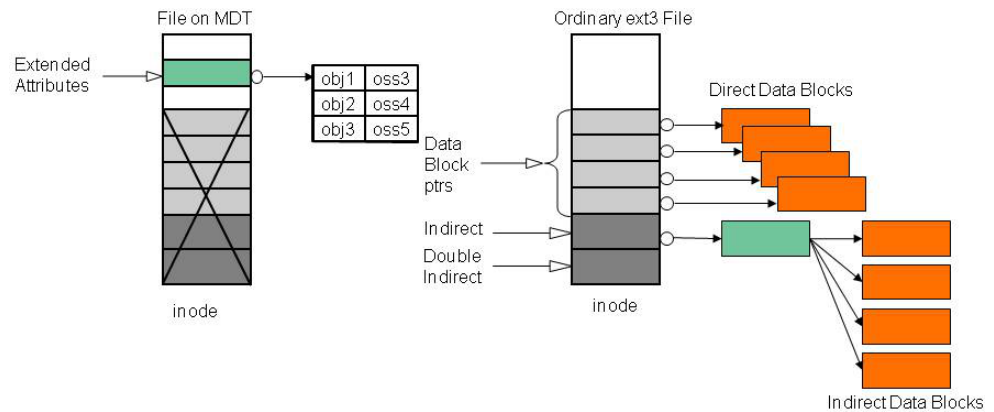 File on MDT
Extended
Attributes
obj1 oss3
obj2 oss4
obj3 oss5
inode
Ordinary ext3 File
Direct Data Blocks
Data
Block
ptrs
Indirect
Double
Indirect
inode
Indirect Data Blocks